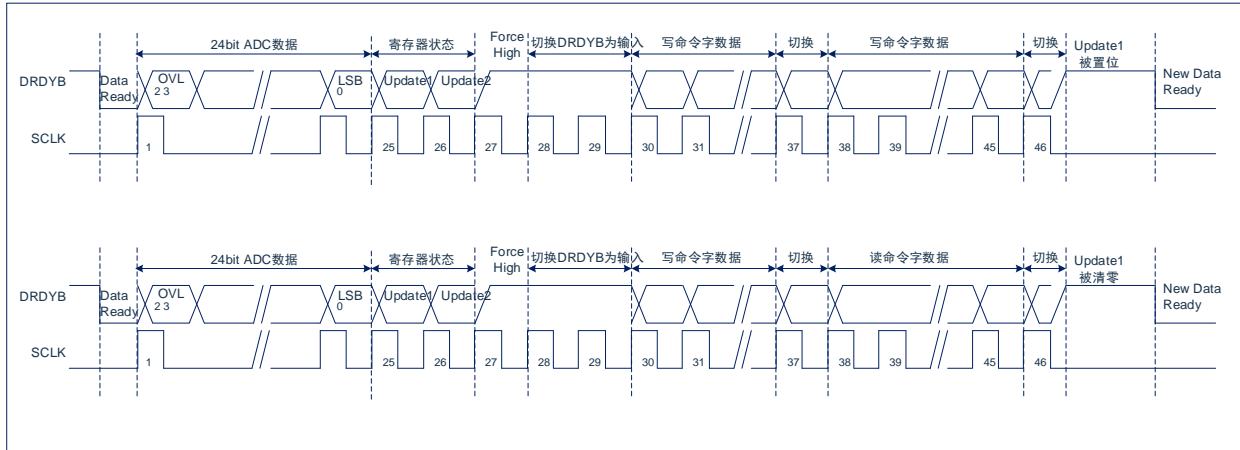 24bit ADC数据 寄存器状态 Force High 切换DRDYB为输入 写命令字数据 切换 写命令字数据 切换 Update1 被置位
DRDYB Data Ready OVL 23 LSB 0 Update1 Update2 New Data Ready
SCLK 1 25 26 27 28 29 30 31 37 38 39 45 46
24bit ADC数据 寄存器状态 Force High 切换DRDYB为输入 写命令字数据 切换 读命令字数据 切换 Update1 被清零
DRDYB Data Ready OVL 23 LSB 0 Update1 Update2 New Data Ready
SCLK 1 25 26 27 28 29 30 31 37 38 39 45 46